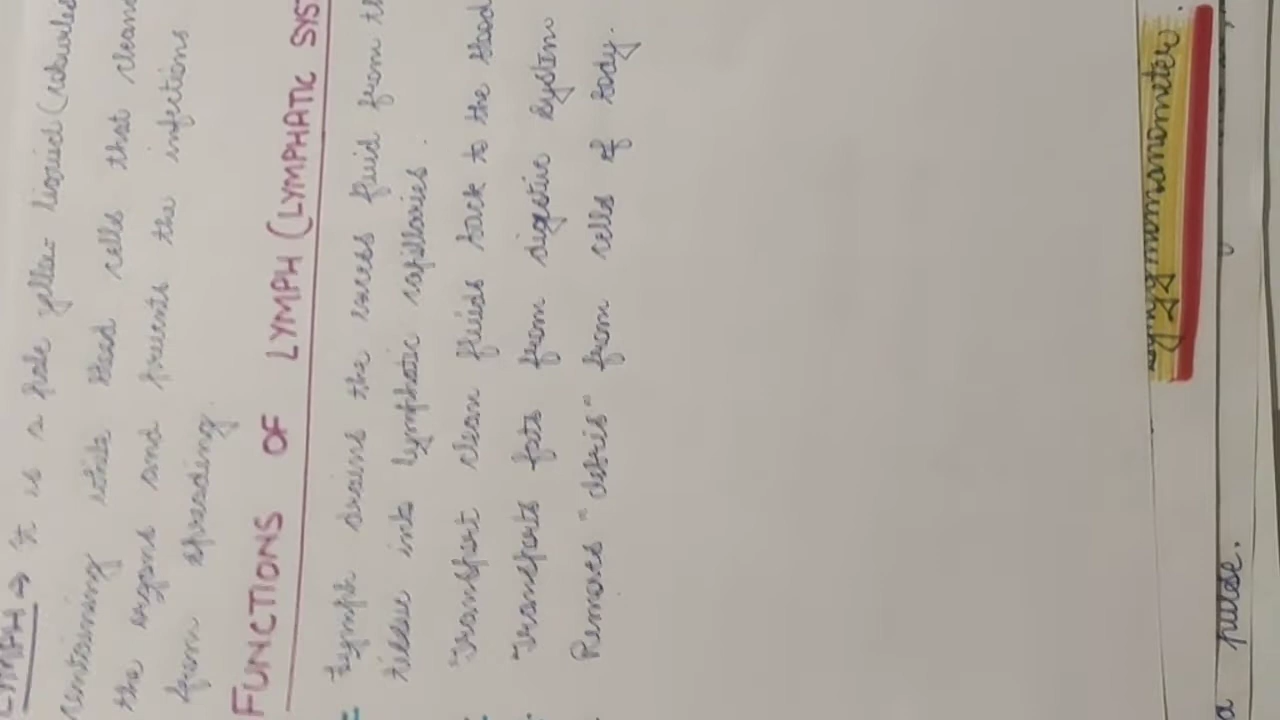 LYMPH → It is a pale yellow liquid (colourless
containing white blood cells that cleans
the organs and prevents the infections
from spreading.
FUNCTIONS OF LYMPH (LYMPHATIC SYS
Lymph drains the excess fluid from th
tissue into lymphatic capillaries.
Transport clean fluids back to the blood
Transports fats from digestive system
Removes "debris" from cells of body.
sphygmomanometer.
a pulse.